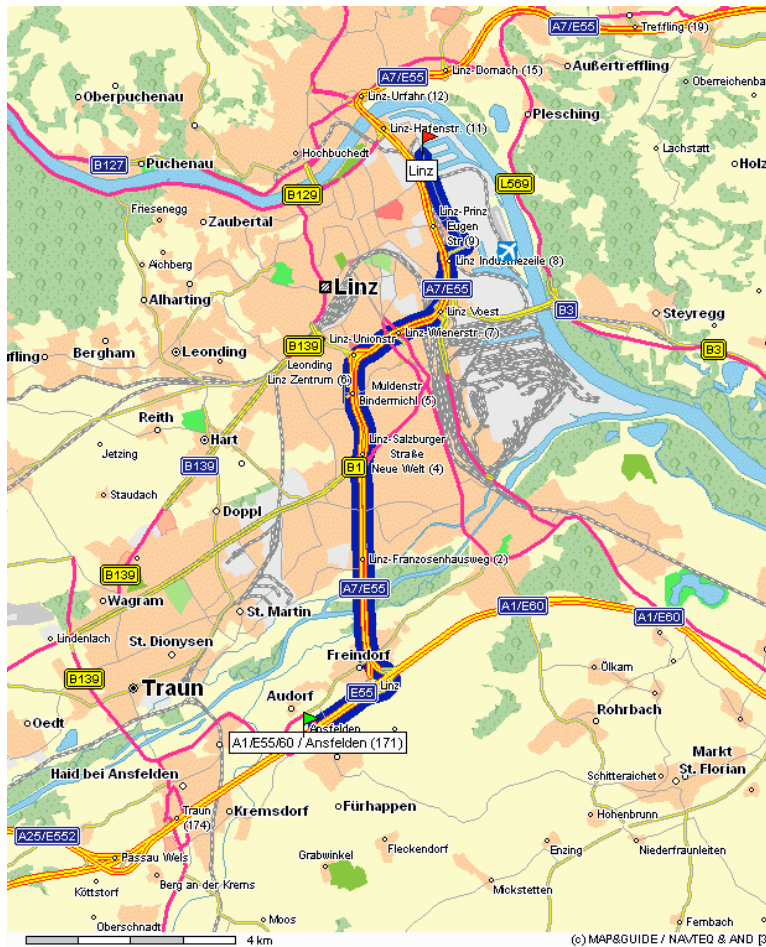 A7/E55
Treffling (19)
Linz-Dornach (15)
A7/E55
Außertreffling
Oberreichenba
Oberpuchenau
Linz-Urfahr (12)
Plesching
Linz-Hafenstr. (11)
Lachstatt
Hochbuchedt
B127
Puchenau
Holz
Linz
L569
B129
Friesenegg
Zaubertal
Linz-Prinz
Eugen
Str (9)
Aichberg
Linz Industriezeile (8)
Linz
A7/E55
Alharting
Linz Voest
B3
Steyregg
Linz-Wienerstr. (7)
Bergham
Leonding
B139
Linz-Unionstr
B3
ufling
Leonding
Linz Zentrum (6)
Muldenstr
Bindermichl (5)
Reith
Hart
Jetzing
Linz-Salzburger
Straße
Neue Welt (4)
B139
B1
Staudach
Doppl
Linz-Franzosenhausweg (2)
B139
A7/E55
Wagram
St. Martin
A1/E60
A1/E60
Lindenlach
St. Dionysen
Freindorf
Ölkam
B139
Traun
E55
Linz
Audorf
Rohrbach
Oedt
Ansfelden
A1/E55/60 / Ansfelden (171)
Markt
St. Florian
Haid bei Ansfelden
Schitteraichet
Traun
(174)
Kremsdorf
Fürhappen
Hohenbrunn
A25/E552
Fleckendorf
Enzing
Niederfraunleiten
Passau Wels
Grabwinkel
Köttstorf
Berg an der Krems
Mickstetten
Oberschnadt
Moos
Fernbach
4 km
(c) MAP&GUIDE / NAVTEQ & AND [3